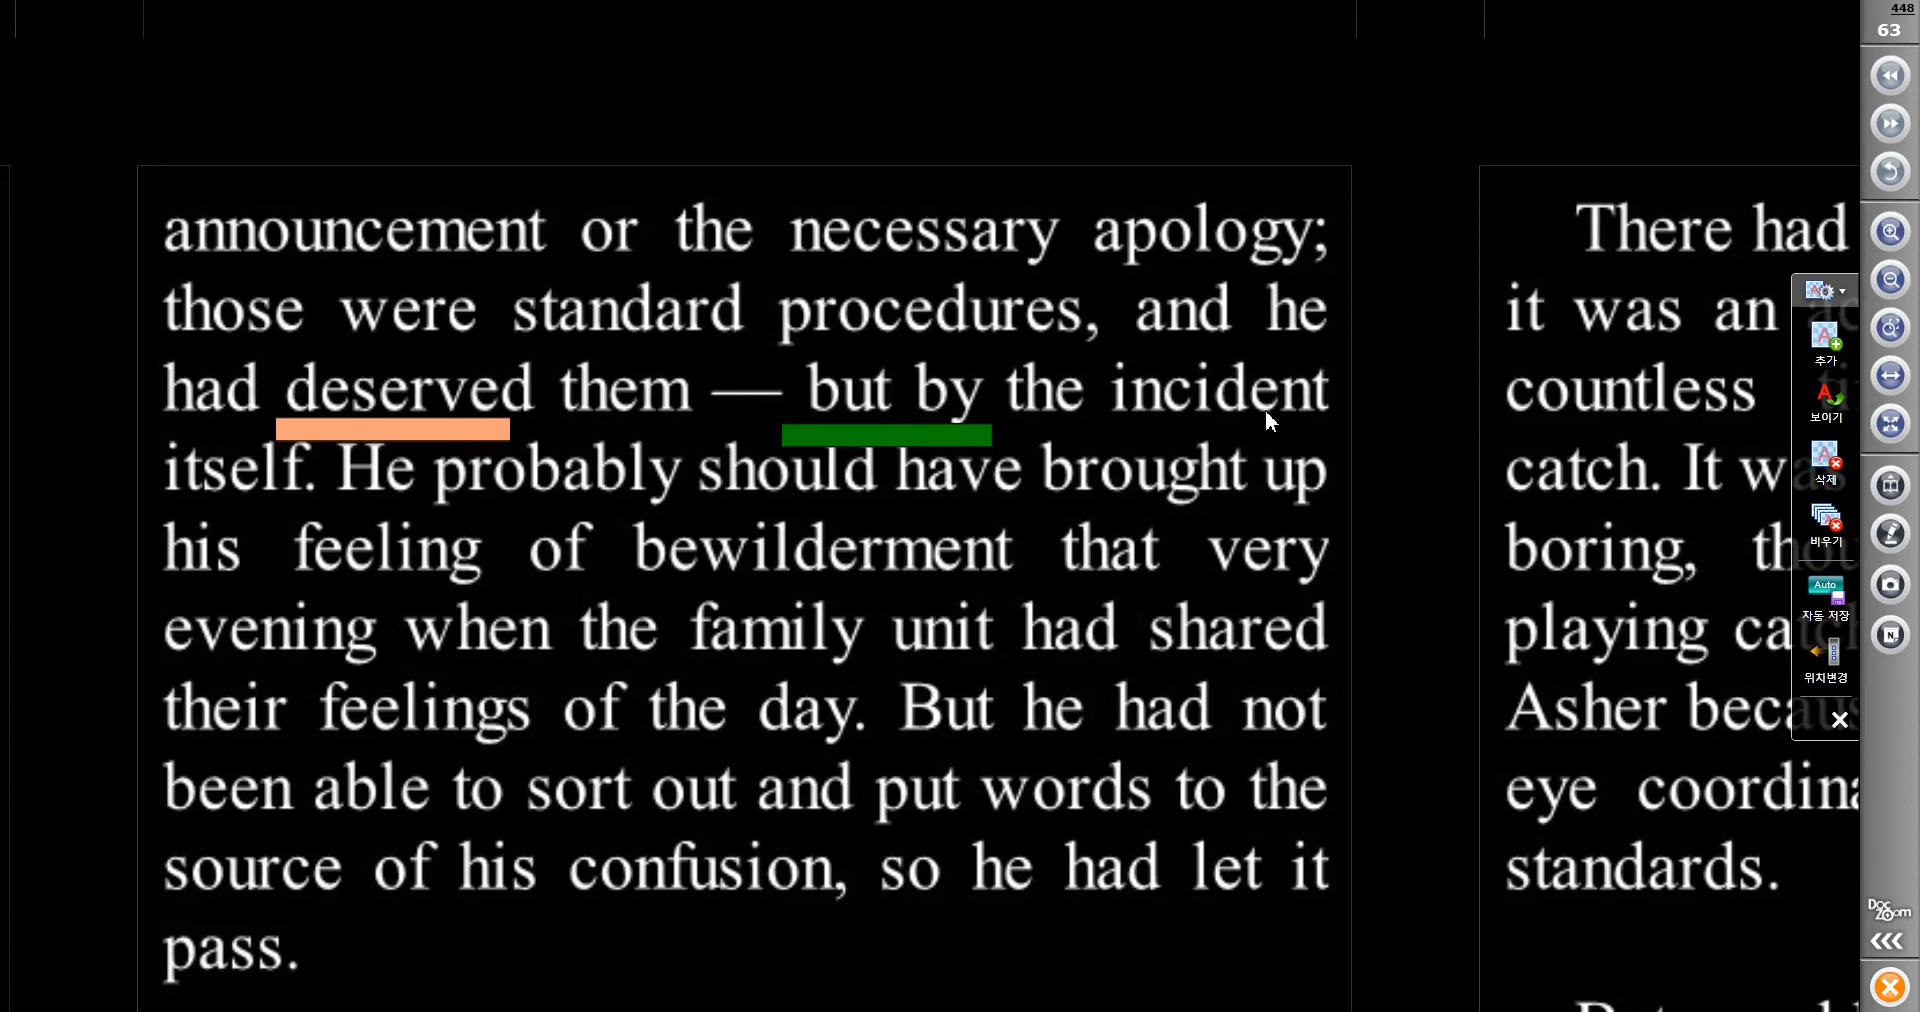 448
63
announcement or the necessary apology;
those were standard procedures, and he
had deserved them — but by the incident
itself. He probably should have brought up
his feeling of bewilderment that very
evening when the family unit had shared
their feelings of the day. But he had not
been able to sort out and put words to the
source of his confusion, so he had let it
pass.
There had
it was an
countless
catch. It was
boring,
playing
Asher
eye
standards.
추가
보이기
삭제
비우기
Auto
자동 저장
위치변경
N
Doc
Zoom